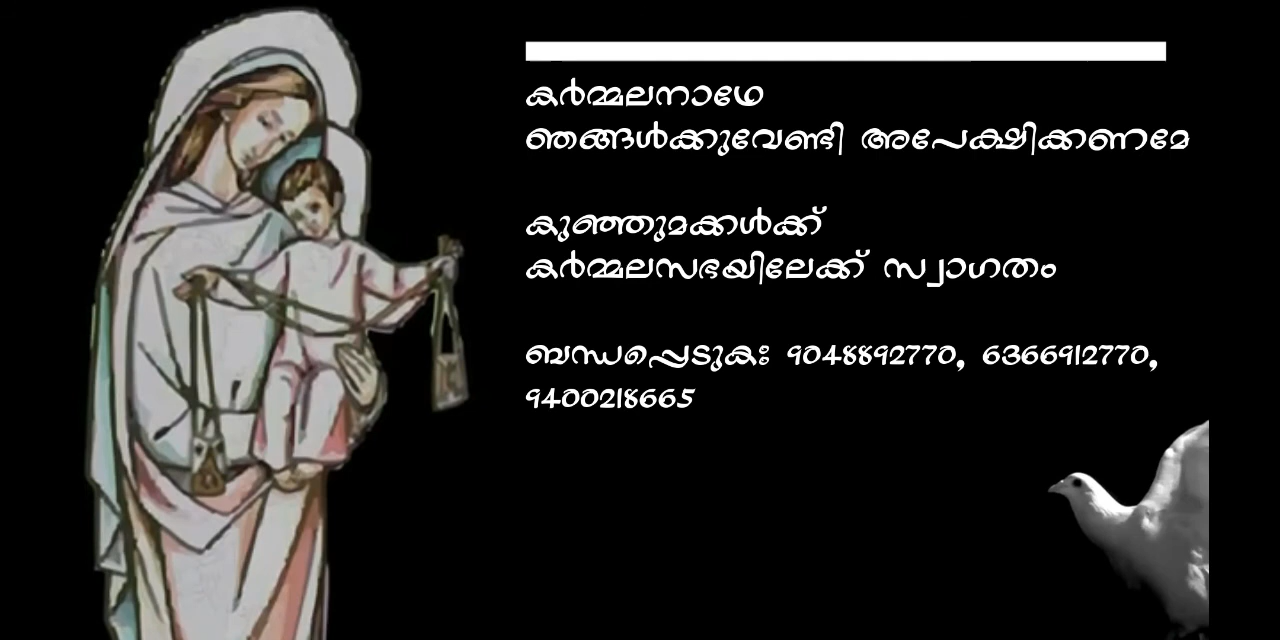 കർമ്മലനാഥേ
ഞങ്ങൾക്കുവേണ്ടി അപേക്ഷിക്കണമേ
കുഞ്ഞുമക്കൾക്ക്
കർമ്മലസഭയിലേക്ക് സ്വാഗതം
ബന്ധപ്പെടുകഃ 9048892770, 6366912770,
9400218665